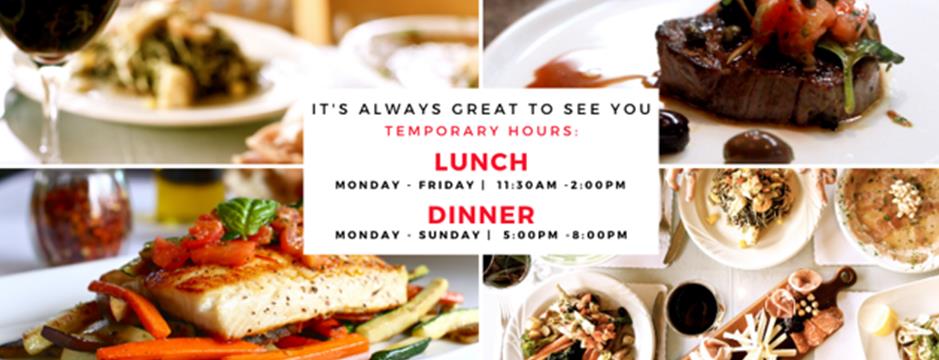 IT'S ALWAYS GREAT TO SEE YOU
TEMPORARY HOURS:
LUNCH
MONDAY - FRIDAY | 11:30AM -2:00PM
DINNER
MONDAY - SUNDAY | 5:00PM -8:00PM